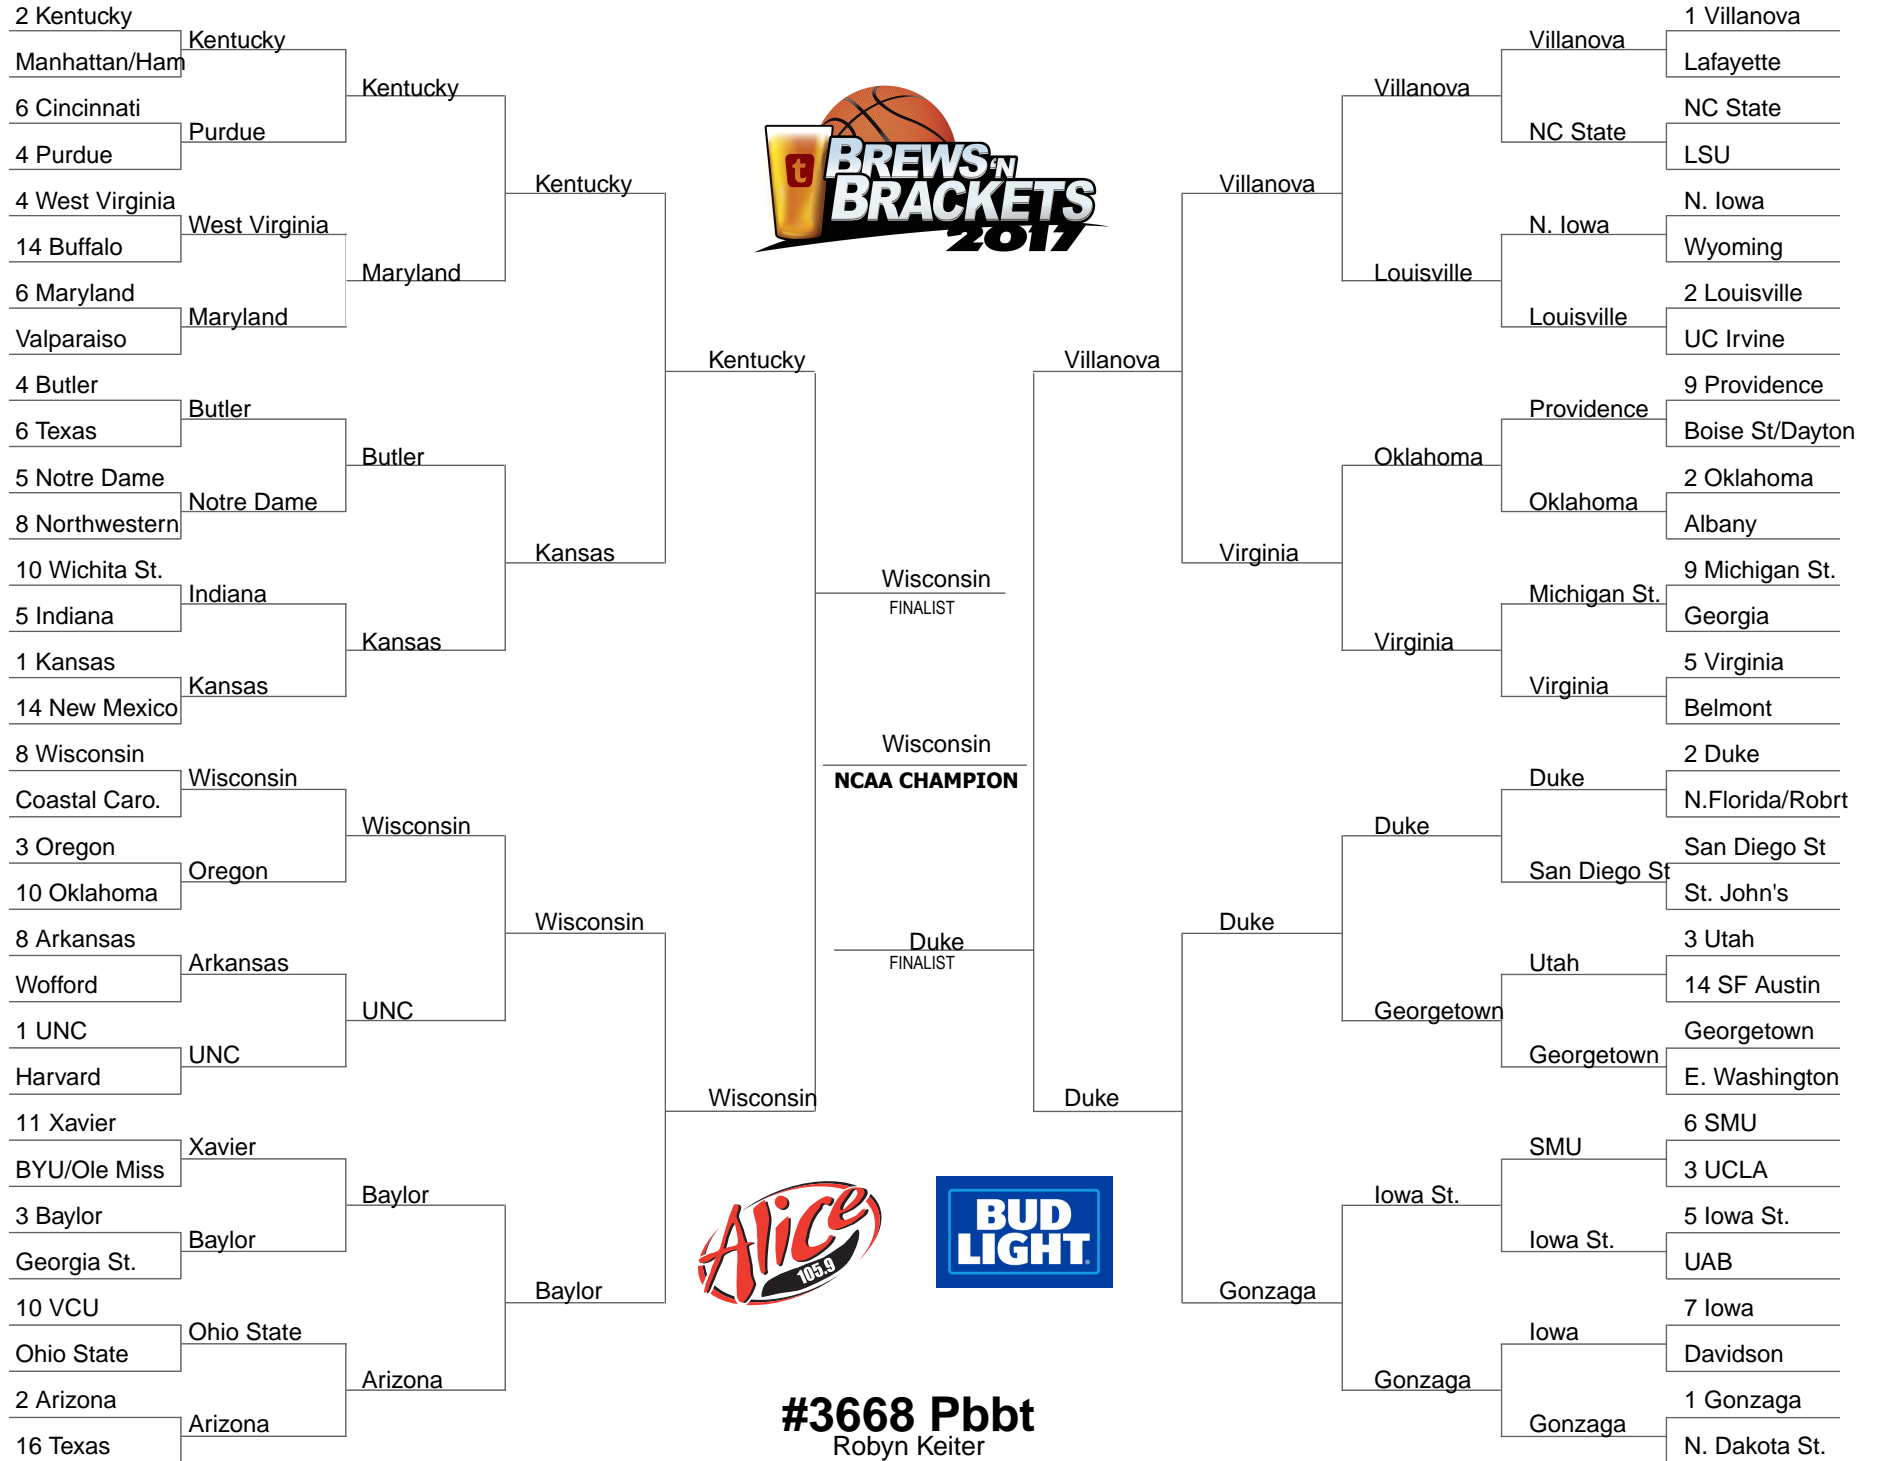 2 Kentucky
Manhattan/Ham
6 Cincinnati
4 Purdue
4 West Virginia
14 Buffalo
6 Maryland
Valparaiso
4 Butler
6 Texas
5 Notre Dame
8 Northwestern
10 Wichita St.
5 Indiana
1 Kansas
14 New Mexico
8 Wisconsin
Coastal Caro.
3 Oregon
10 Oklahoma
8 Arkansas
Wofford
1 UNC
Harvard
11 Xavier
BYU/Ole Miss
3 Baylor
Georgia St.
10 VCU
Ohio State
2 Arizona
16 Texas
Kentucky
Purdue
West Virginia
Maryland
Butler
Notre Dame
Indiana
Kansas
Wisconsin
Oregon
Arkansas
UNC
Xavier
Baylor
Ohio State
Arizona
Kentucky
Maryland
Butler
Kansas
Wisconsin
UNC
Baylor
Arizona
Kentucky
Kansas
Wisconsin
Baylor
Kentucky
Wisconsin
t
BREWS 'N
BRACKETS
2017
Wisconsin
FINALIST
Wisconsin
NCAA CHAMPION
Duke
FINALIST
Alice
105.9
BUD
LIGHT
#3668 Pbbt
Robyn Keiter
Villanova
Duke
Villanova
Virginia
Duke
Gonzaga
Villanova
Louisville
Oklahoma
Virginia
Duke
Georgetown
Iowa St.
Gonzaga
Villanova
NC State
N. Iowa
Louisville
Providence
Oklahoma
Michigan St.
Virginia
Duke
San Diego St
Utah
Georgetown
SMU
Iowa St.
Iowa
Gonzaga
1 Villanova
Lafayette
NC State
LSU
N. Iowa
Wyoming
2 Louisville
UC Irvine
9 Providence
Boise St/Dayton
2 Oklahoma
Albany
9 Michigan St.
Georgia
5 Virginia
Belmont
2 Duke
N.Florida/Robrt
San Diego St
St. John's
3 Utah
14 SF Austin
Georgetown
E. Washington
6 SMU
3 UCLA
5 Iowa St.
UAB
7 Iowa
Davidson
1 Gonzaga
N. Dakota St.